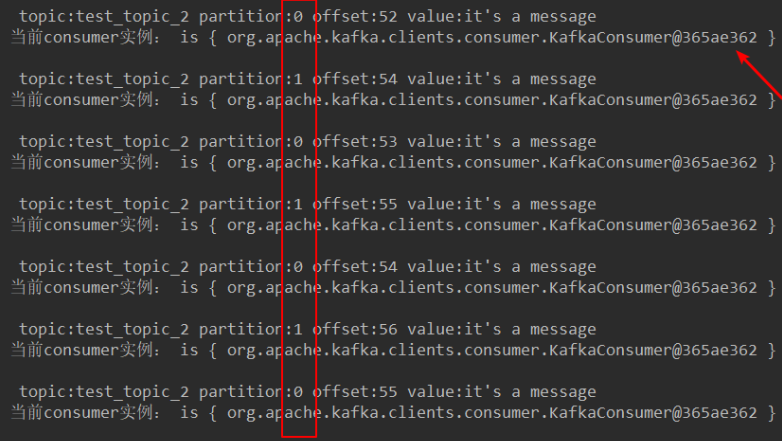 topic:test_topic_2 partition:0 offset:52 value:it's a message
当前consumer实例： is { org.apache.kafka.clients.consumer.KafkaConsumer@365ae362 }
topic:test_topic_2 partition:1 offset:54 value:it's a message
当前consumer实例： is { org.apache.kafka.clients.consumer.KafkaConsumer@365ae362 }
topic:test_topic_2 partition:0 offset:53 value:it's a message
当前consumer实例： is { org.apache.kafka.clients.consumer.KafkaConsumer@365ae362 }
topic:test_topic_2 partition:1 offset:55 value:it's a message
当前consumer实例： is { org.apache.kafka.clients.consumer.KafkaConsumer@365ae362 }
topic:test_topic_2 partition:0 offset:54 value:it's a message
当前consumer实例： is { org.apache.kafka.clients.consumer.KafkaConsumer@365ae362 }
topic:test_topic_2 partition:1 offset:56 value:it's a message
当前consumer实例： is { org.apache.kafka.clients.consumer.KafkaConsumer@365ae362 }
topic:test_topic_2 partition:0 offset:55 value:it's a message
当前consumer实例： is { org.apache.kafka.clients.consumer.KafkaConsumer@365ae362 }